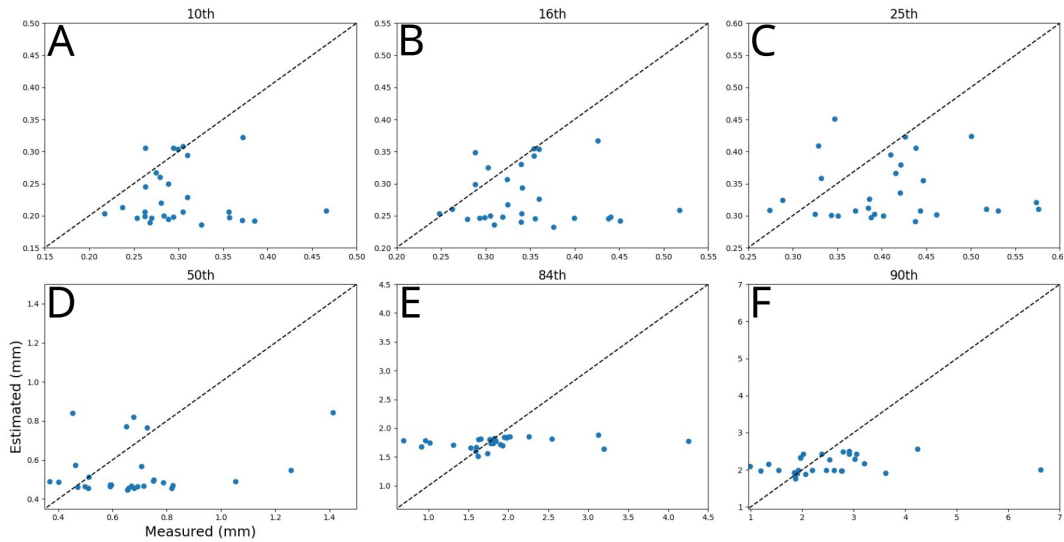 10th
16th
25th
A
B
C
0.50
0.45
0.40
0.35
0.30
0.25
0.20
0.15
0.15 0.20 0.25 0.30 0.35 0.40 0.45 0.50
0.55
0.50
0.45
0.40
0.35
0.30
0.25
0.20
0.20 0.25 0.30 0.35 0.40 0.45 0.50 0.55
0.60
0.55
0.50
0.45
0.40
0.35
0.30
0.25
0.25 0.30 0.35 0.40 0.45 0.50 0.55 0.60
50th
84th
90th
D
E
F
Estimated (mm)
1.4
1.2
1.0
0.8
0.6
0.4
0.4 0.6 0.8 1.0 1.2 1.4
Measured (mm)
4.5
4.0
3.5
3.0
2.5
2.0
1.5
1.0
1.0 1.5 2.0 2.5 3.0 3.5 4.0 4.5
7
6
5
4
3
2
1
1 2 3 4 5 6 7